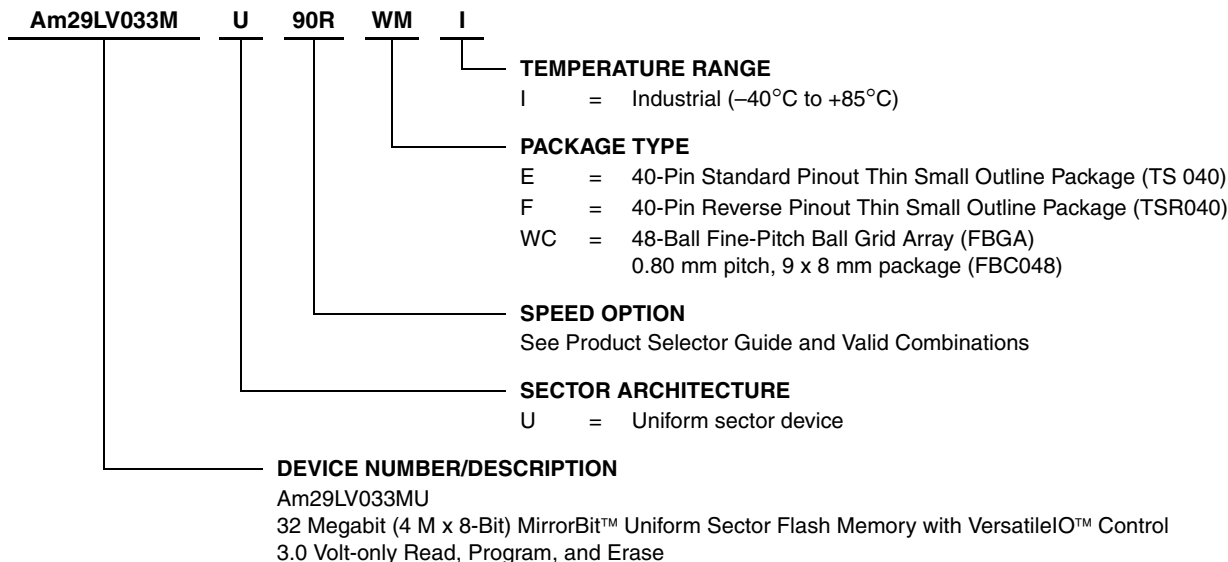 Am29LV033M U 90R WM I
TEMPERATURE RANGE
I = Industrial (–40°C to +85°C)
PACKAGE TYPE
E = 40-Pin Standard Pinout Thin Small Outline Package (TS 040)
F = 40-Pin Reverse Pinout Thin Small Outline Package (TSR040)
WC = 48-Ball Fine-Pitch Ball Grid Array (FBGA)
0.80 mm pitch, 9 x 8 mm package (FBC048)
SPEED OPTION
See Product Selector Guide and Valid Combinations
SECTOR ARCHITECTURE
U = Uniform sector device
DEVICE NUMBER/DESCRIPTION
Am29LV033MU
32 Megabit (4 M x 8-Bit) MirrorBit™ Uniform Sector Flash Memory with VersatileIO™ Control
3.0 Volt-only Read, Program, and Erase